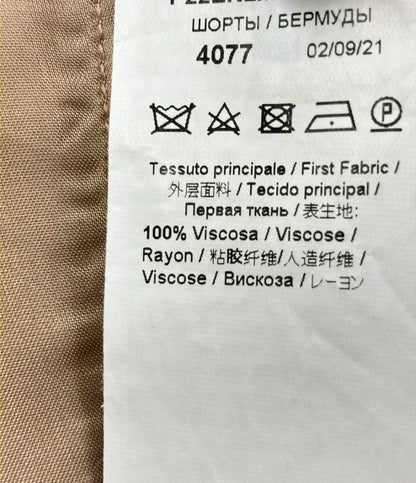 ШОРТЫ / БЕРМУДЫ
4077 02/09/21
P
Tessuto principale / First Fabric /
外层面料 / Tecido principal /
Первая ткань / 表生地:
100% Viscosa / Viscose /
Rayon / 粘胶纤维/人造纤维 /
Viscose / Вискоза / レーヨン